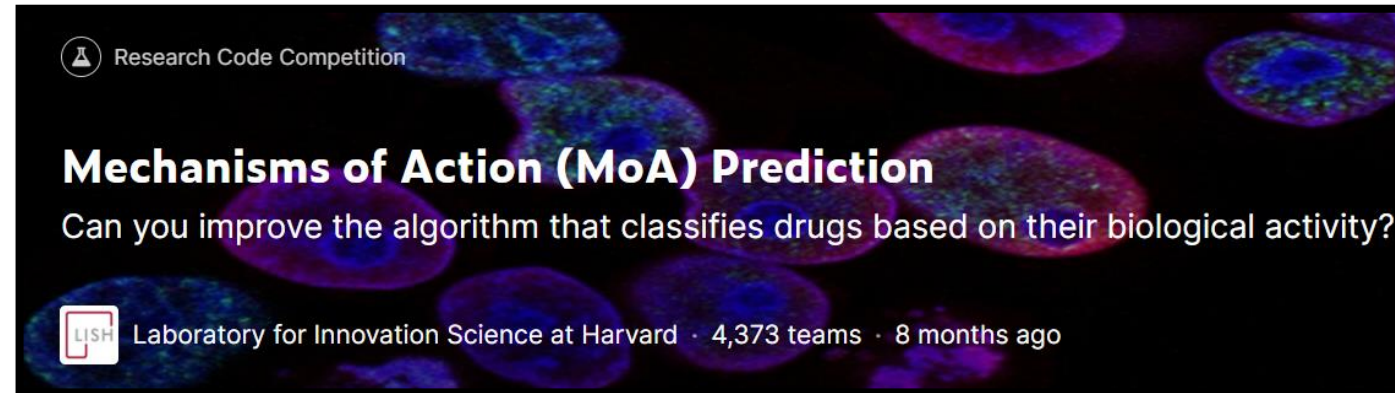 Research Code Competition
Mechanisms of Action (MoA) Prediction
Can you improve the algorithm that classifies drugs based on their biological activity?
LISH
Laboratory for Innovation Science at Harvard · 4,373 teams · 8 months ago